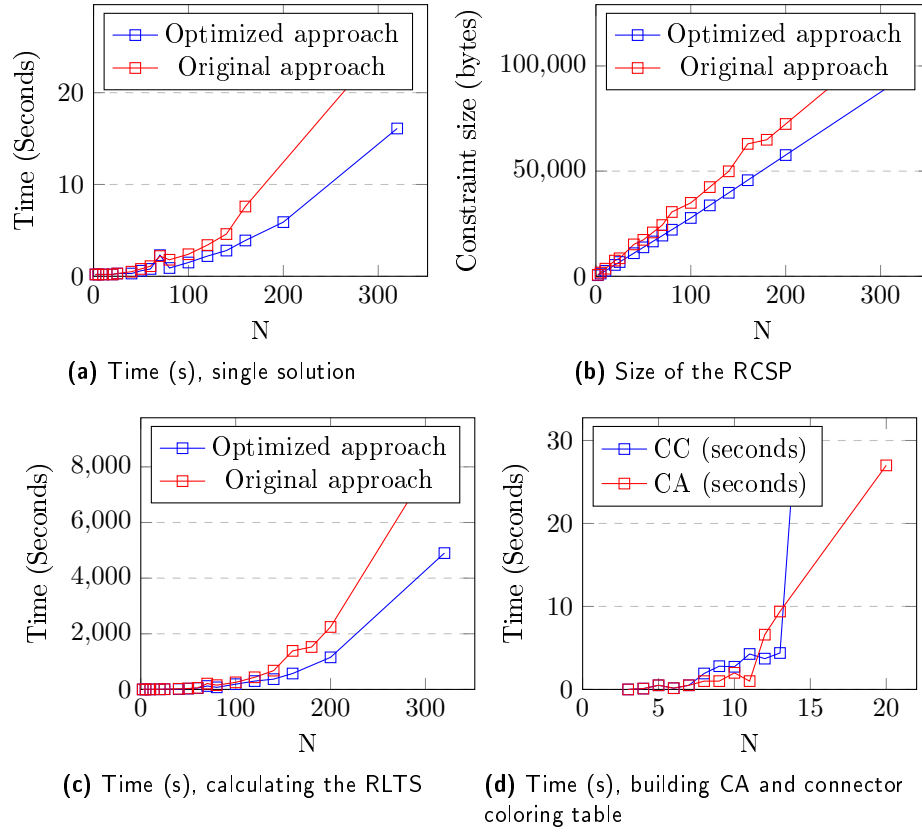 Optimized approach
Original approach
20
10
0
0
100
200
300
N
Time (Seconds)
(a) Time (s), single solution
Optimized approach
Original approach
100,000
50,000
0
0
100
200
300
N
Constraint size (bytes)
(b) Size of the RCSP
Optimized approach
Original approach
8,000
6,000
4,000
2,000
0
0
100
200
300
N
Time (Seconds)
(c) Time (s), calculating the RLTS
CC (seconds)
CA (seconds)
30
20
10
0
0
5
10
15
20
N
Time (Seconds)
(d) Time (s), building CA and connector
coloring table